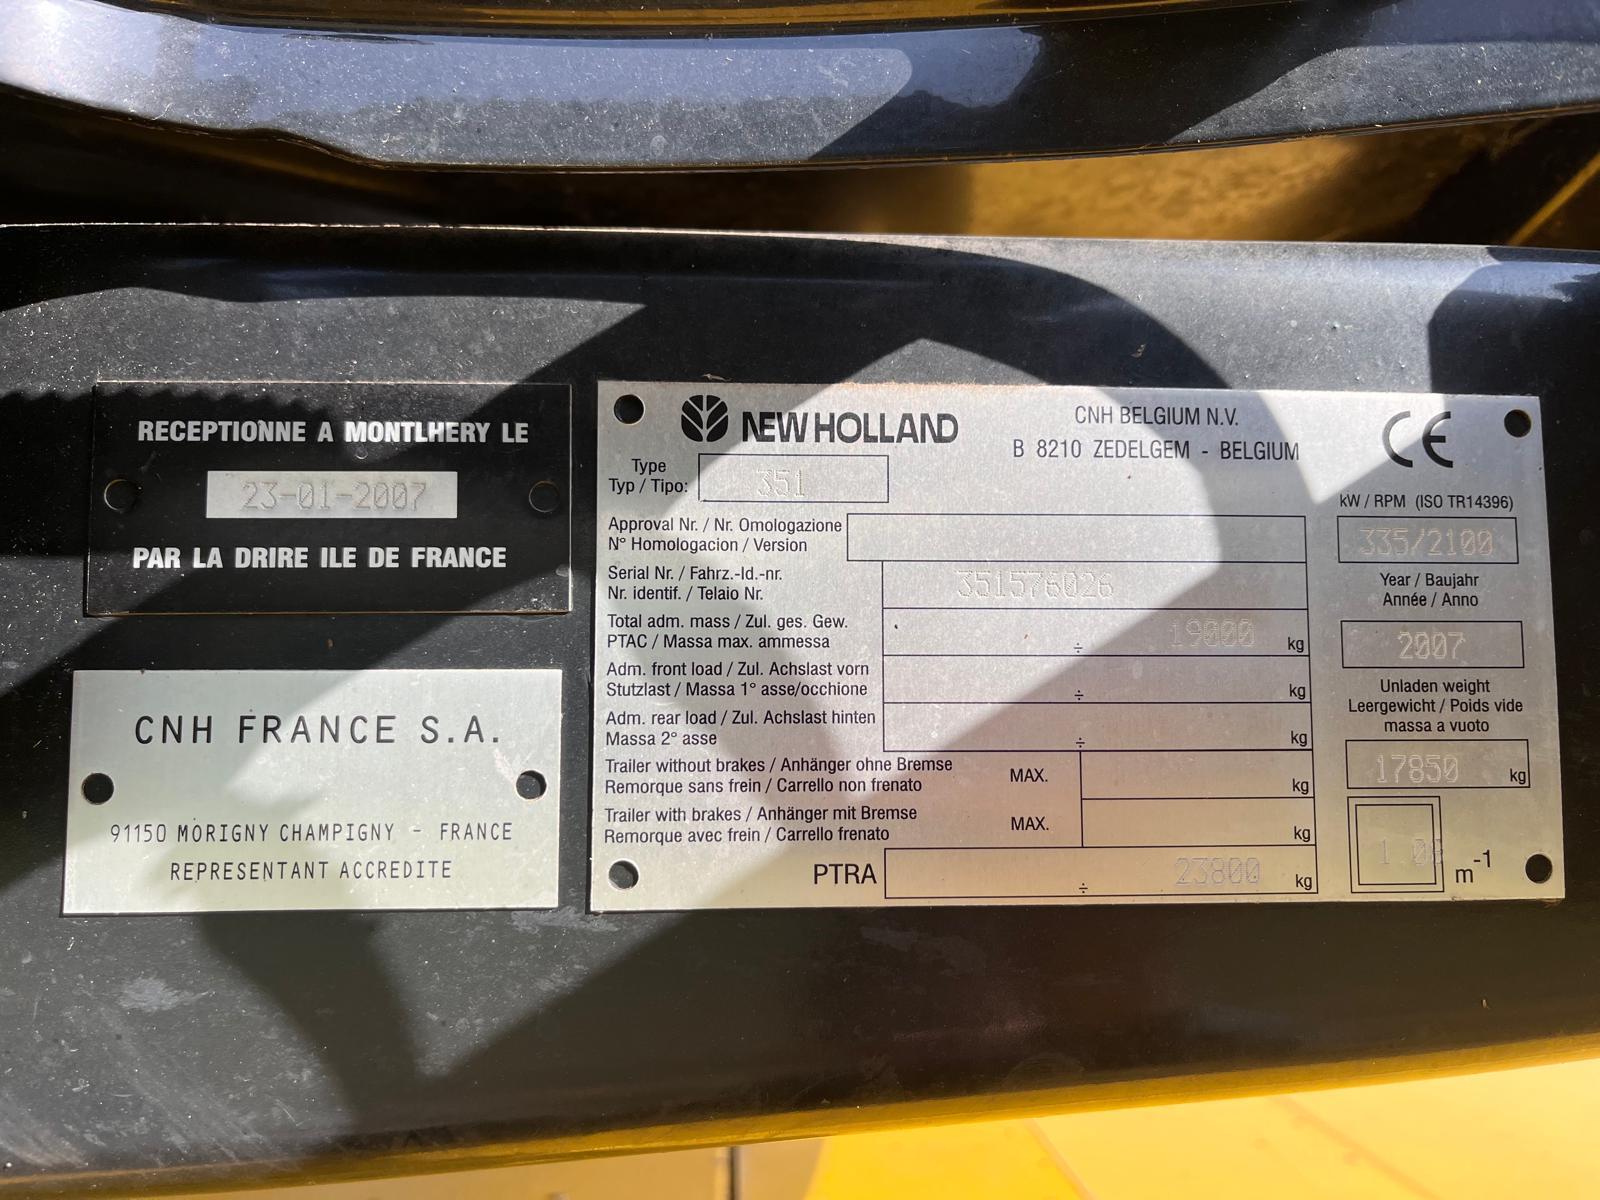 RECEPTIONNE A MONTLHERY LE
23-01-2007
PAR LA DRIRE ILE DE FRANCE
CNH FRANCE S.A.
91150 MORIGNY CHAMPIGNY - FRANCE
REPRESENTANT ACCREDITE
NEW HOLLAND
CNH BELGIUM N.V.
B 8210 ZEDELGEM - BELGIUM
CE
Type
Typ / Tipo: 351
Approval Nr. / Nr. Omologazione
N° Homologacion / Version
Serial Nr. / Fahrz.-Id.-nr.
Nr. identif. / Telaio Nr. 351576026
Total adm. mass / Zul. ges. Gew.
PTAC / Massa max. ammessa ÷ 19000 kg
Adm. front load / Zul. Achslast vorn
Stutzlast / Massa 1° asse/occhione ÷ kg
Adm. rear load / Zul. Achslast hinten
Massa 2° asse ÷ kg
Trailer without brakes / Anhänger ohne Bremse
Remorque sans frein / Carrello non frenato MAX. kg
Trailer with brakes / Anhänger mit Bremse
Remorque avec frein / Carrello frenato MAX. kg
PTRA ÷ 23800 kg
kW / RPM (ISO TR14396)
335/2100
Year / Baujahr
Année / Anno
2007
Unladen weight
Leergewicht / Poids vide
massa a vuoto
17850 kg
m-1